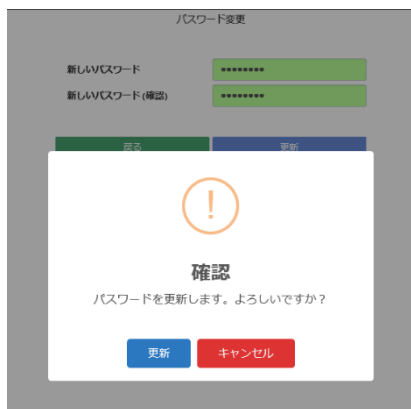 パスワード変更
新しいパスワード ••••••••
新しいパスワード(確認) ••••••••
戻る 更新
!
確認
パスワードを更新します。よろしいですか？
更新 キャンセル